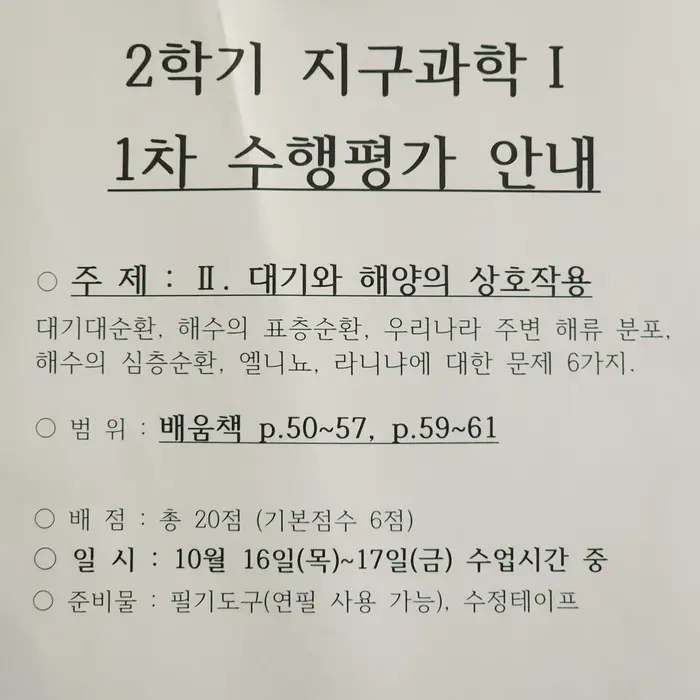 2학기 지구과학Ⅰ
1차 수행평가 안내
○ 주 제 : Ⅱ. 대기와 해양의 상호작용
대기대순환, 해수의 표층순환, 우리나라 주변 해류 분포,
해수의 심층순환, 엘니뇨, 라니냐에 대한 문제 6가지.
○ 범 위 : 배움책 p.50~57, p.59~61
○ 배 점 : 총 20점 (기본점수 6점)
○ 일 시 : 10월 16일(목)~17일(금) 수업시간 중
○ 준비물 : 필기도구(연필 사용 가능), 수정테이프